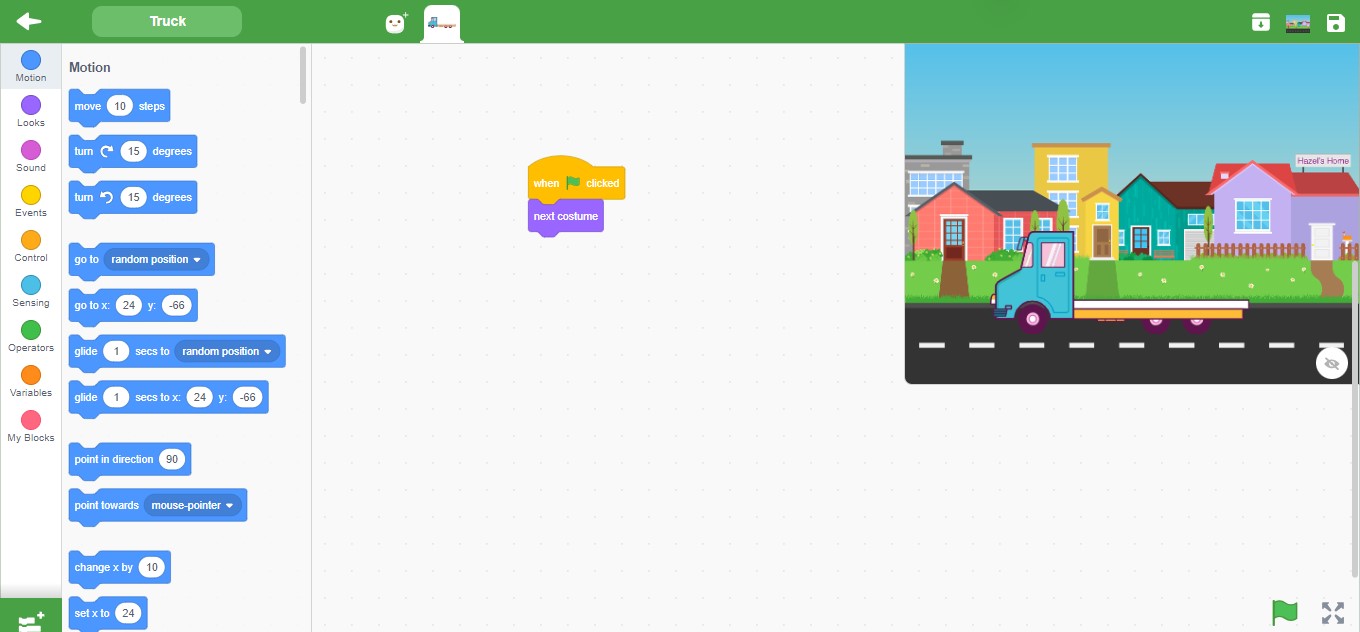 Truck
Motion
Looks
Sound
Events
Control
Sensing
Operators
Variables
My Blocks
Motion
move 10 steps
turn 15 degrees
turn 15 degrees
go to random position
go to x: 24 y: -66
glide 1 secs to random position
glide 1 secs to x: 24 y: -66
point in direction 90
point towards mouse-pointer
change x by 10
set x to 24
when clicked
next costume
Hazel's Home